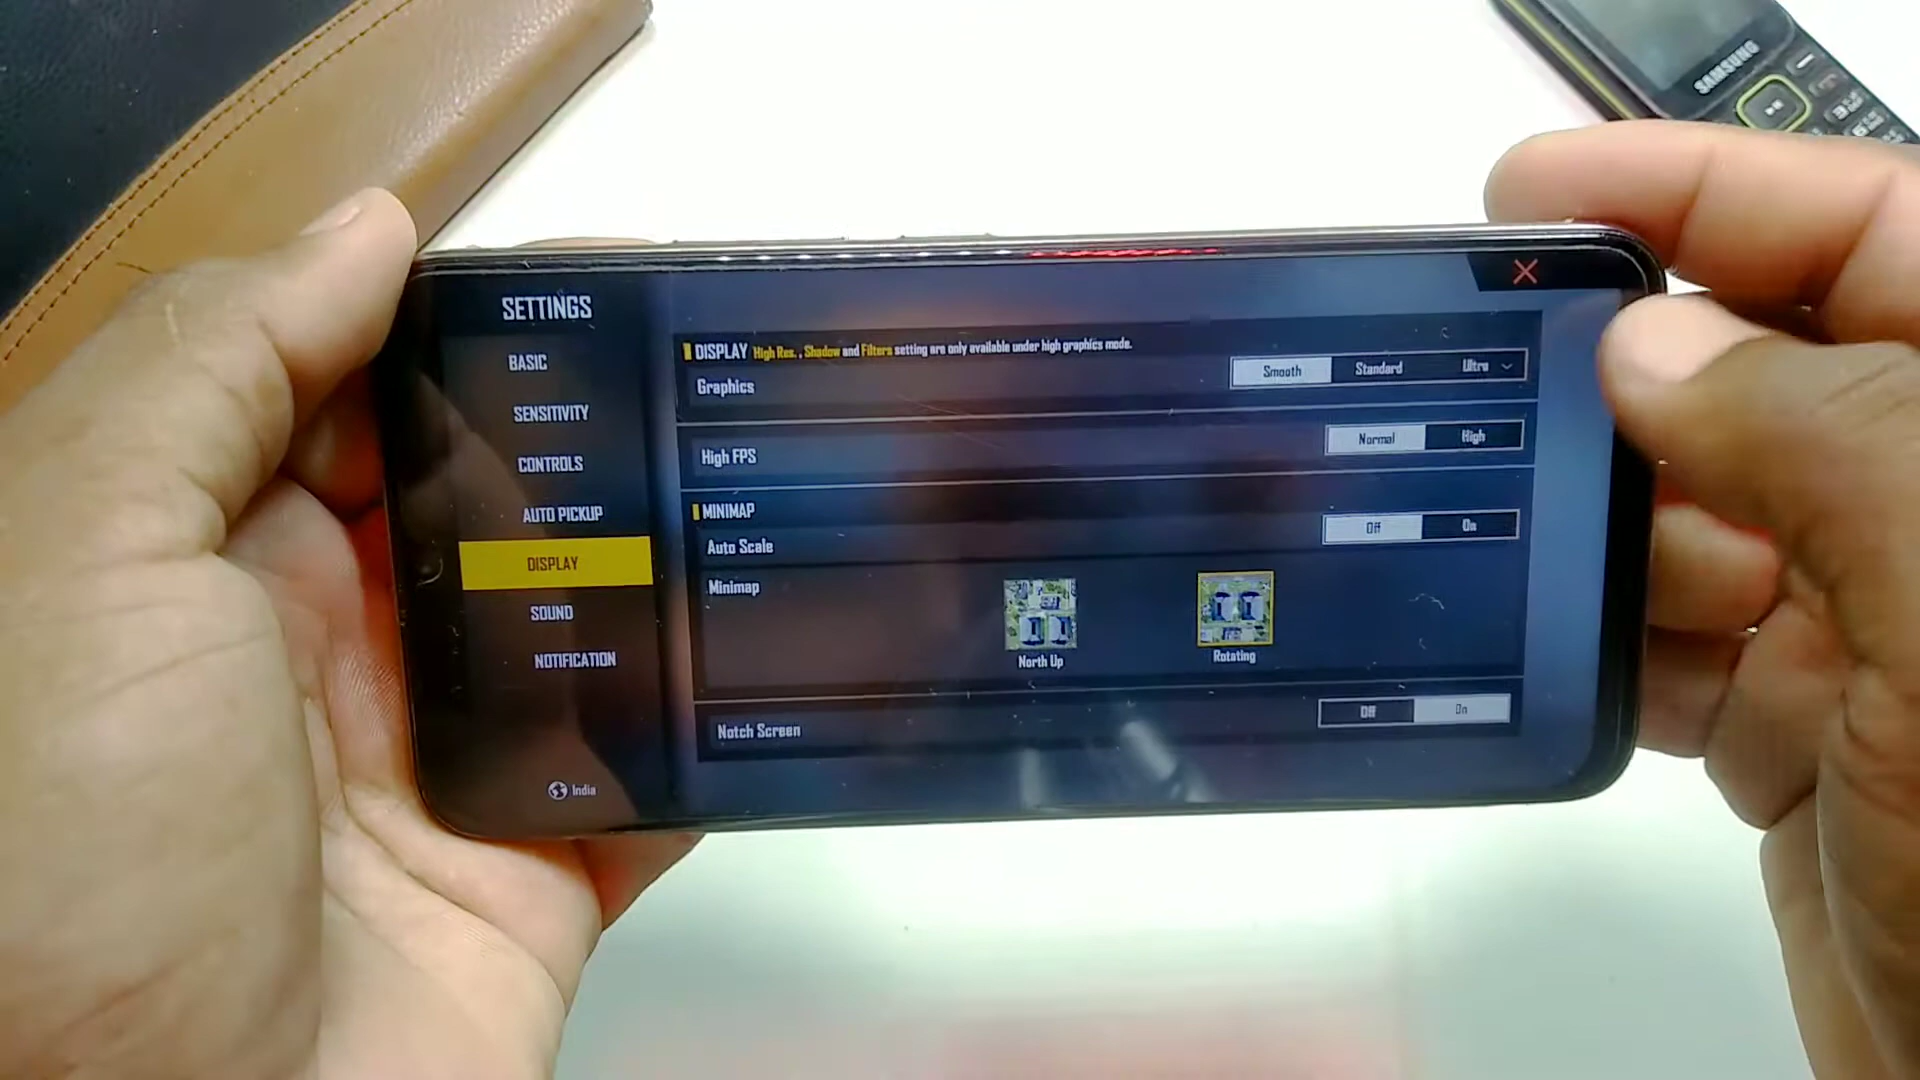 SAMSUNG
SETTINGS
BASIC
SENSITIVITY
CONTROLS
AUTO PICKUP
DISPLAY
SOUND
NOTIFICATION
India
DISPLAY High Res. , Shadow and Filters setting are only available under high graphics mode.
Graphics Smooth Standard Ultra
High FPS Normal High
MINIMAP
Auto Scale Off On
Minimap
North Up Rotating
Notch Screen Off On